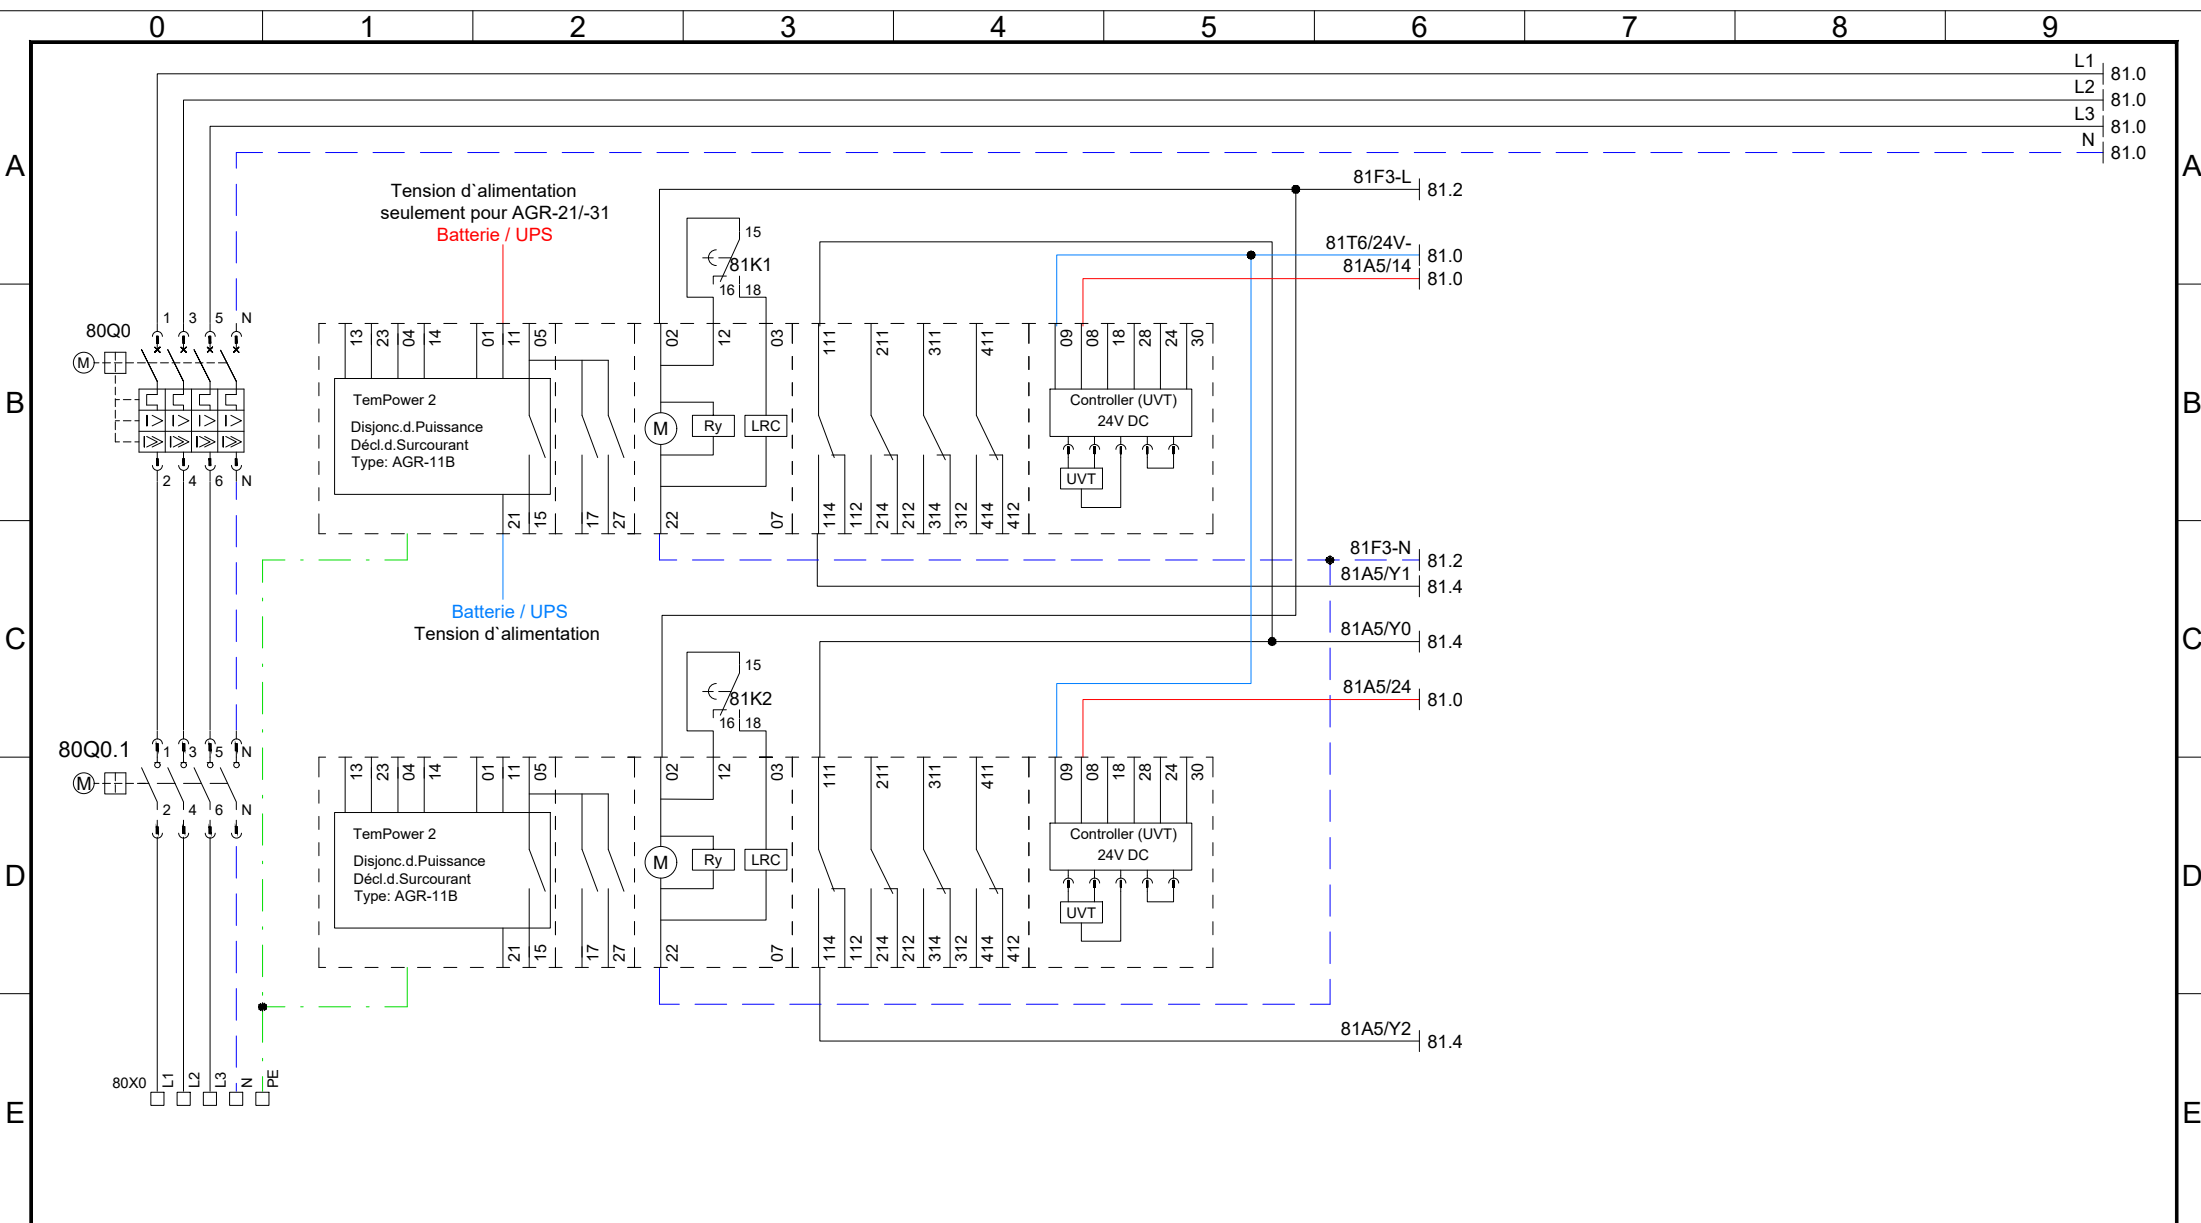 0 1 2 3 4 5 6 7 8 9
L1 81.0
L2 81.0
L3 81.0
N 81.0
A A
Tension d`alimentation
seulement pour AGR-21/-31
Batterie / UPS
81F3-L 81.2
15
81K1
16 18
81T6/24V- 81.0
81A5/14 81.0
80Q0
1 3 5 N
M
I> I> I> I>
I≫ I≫ I≫ I≫
2 4 6 N
B B
13 23 04 14 01 11 05 02 12 03 111 211 311 411 09 08 18 28 24 30
TemPower 2
Disjonc.d.Puissance
Décl.d.Surcourant
Type: AGR-11B
M Ry LRC
Controller (UVT)
24V DC
UVT
21 15 17 27 22 07 114 112 214 212 314 312 414 412
81F3-N 81.2
81A5/Y1 81.4
Batterie / UPS
Tension d`alimentation
C C
81A5/Y0 81.4
15
81K2
16 18
81A5/24 81.0
80Q0.1
1 3 5 N
M
2 4 6 N
D D
13 23 04 14 01 11 05 02 12 03 111 211 311 411 09 08 18 28 24 30
TemPower 2
Disjonc.d.Puissance
Décl.d.Surcourant
Type: AGR-11B
M Ry LRC
Controller (UVT)
24V DC
UVT
21 15 17 27 22 07 114 112 214 212 314 312 414 412
81A5/Y2 81.4
80X0 L1 L2 L3 N PE
E E